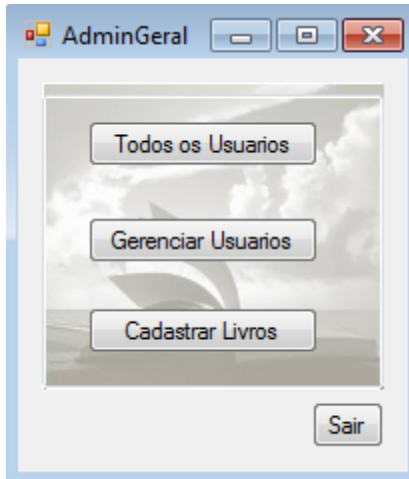 AdminGeral
Todos os Usuarios
Gerenciar Usuarios
Cadastrar Livros
Sair